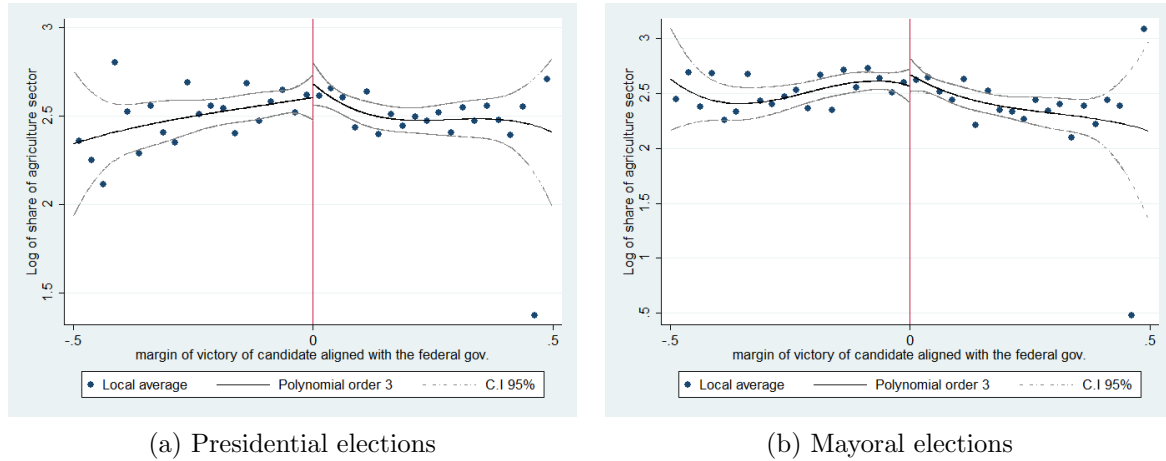 Log of share of agriculture sector
3
2.5
2
1.5
-.5
0
.5
margin of victory of candidate aligned with the federal gov.
Local average
Polynomial order 3
C.I 95%
(a) Presidential elections
Log of share of agriculture sector
3
2.5
2
1.5
1
.5
-.5
0
.5
margin of victory of candidate aligned with the federal gov.
Local average
Polynomial order 3
C.I 95%
(b) Mayoral elections